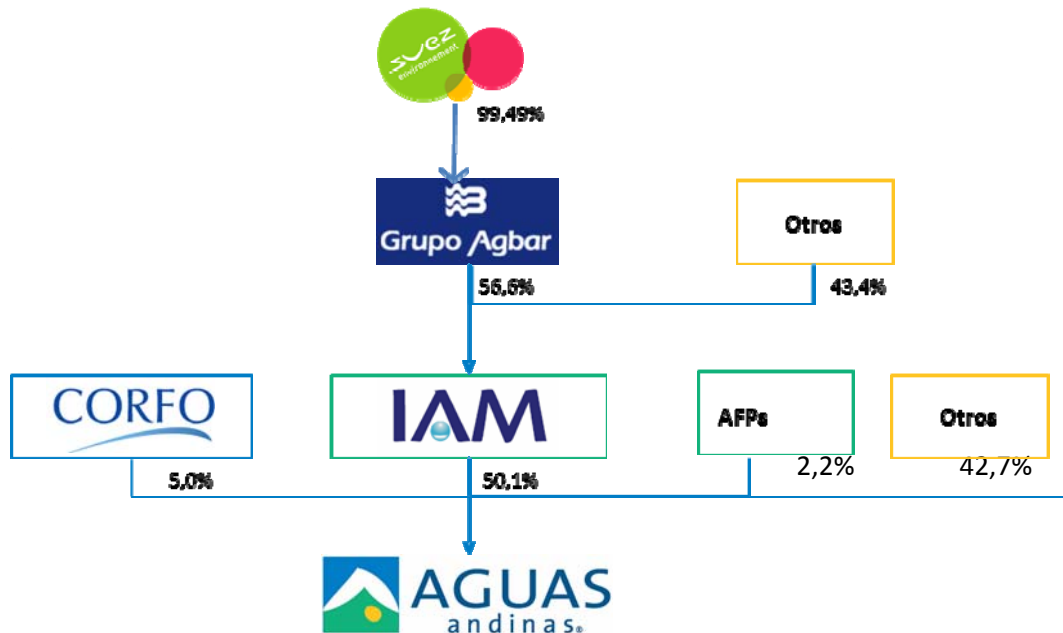 suez
environnement
99,49%
Grupo Agbar
Otros
56,6%
43,4%
CORFO
IAM
AFPs
Otros
5,0%
50,1%
2,2%
42,7%
AGUAS
andinas®